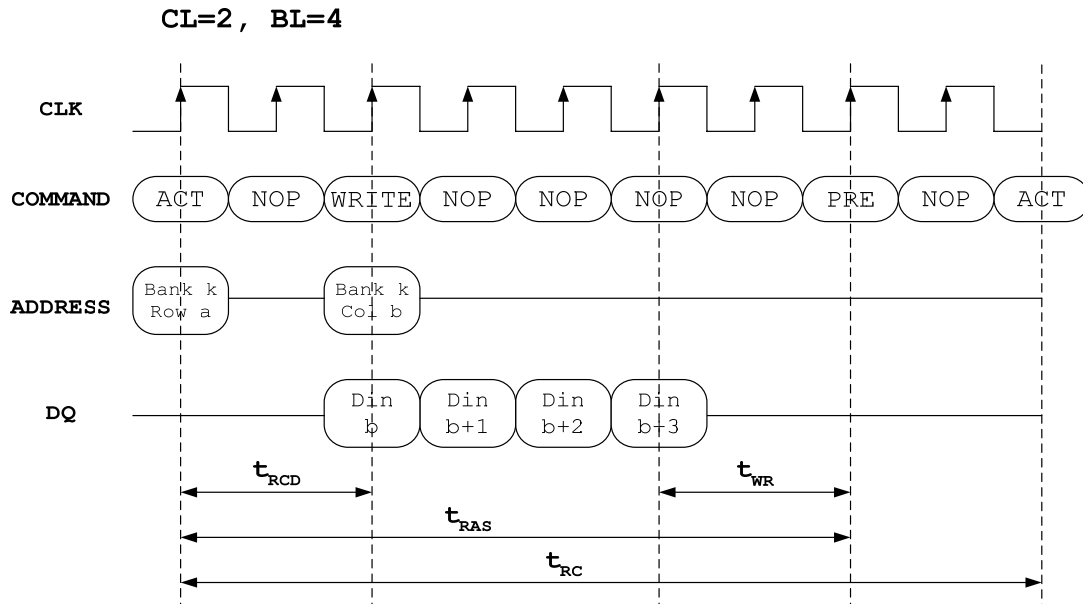 CL=2, BL=4
CLK
COMMAND ACT NOP WRITE NOP NOP NOP NOP PRE NOP ACT
ADDRESS
Bank k
Row a
Bank k
Col b
DQ
Din
b
Din
b+1
Din
b+2
Din
b+3
tRCD
tWR
tRAS
tRC